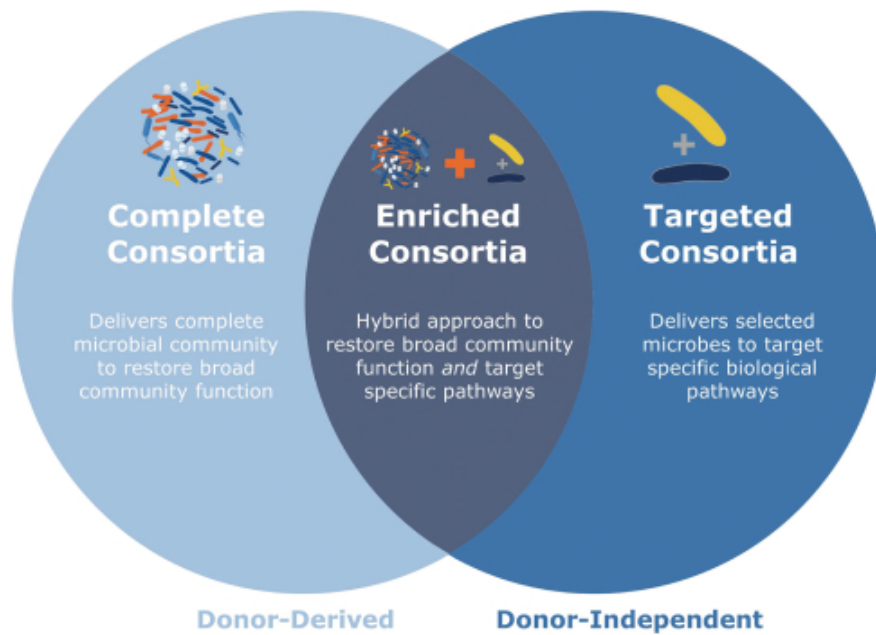 Complete
Consortia
Delivers complete
microbial community
to restore broad
community function
Enriched
Consortia
Hybrid approach to
restore broad community
function and target
specific pathways
Targeted
Consortia
Delivers selected
microbes to target
specific biological
pathways
Donor-Derived
Donor-Independent